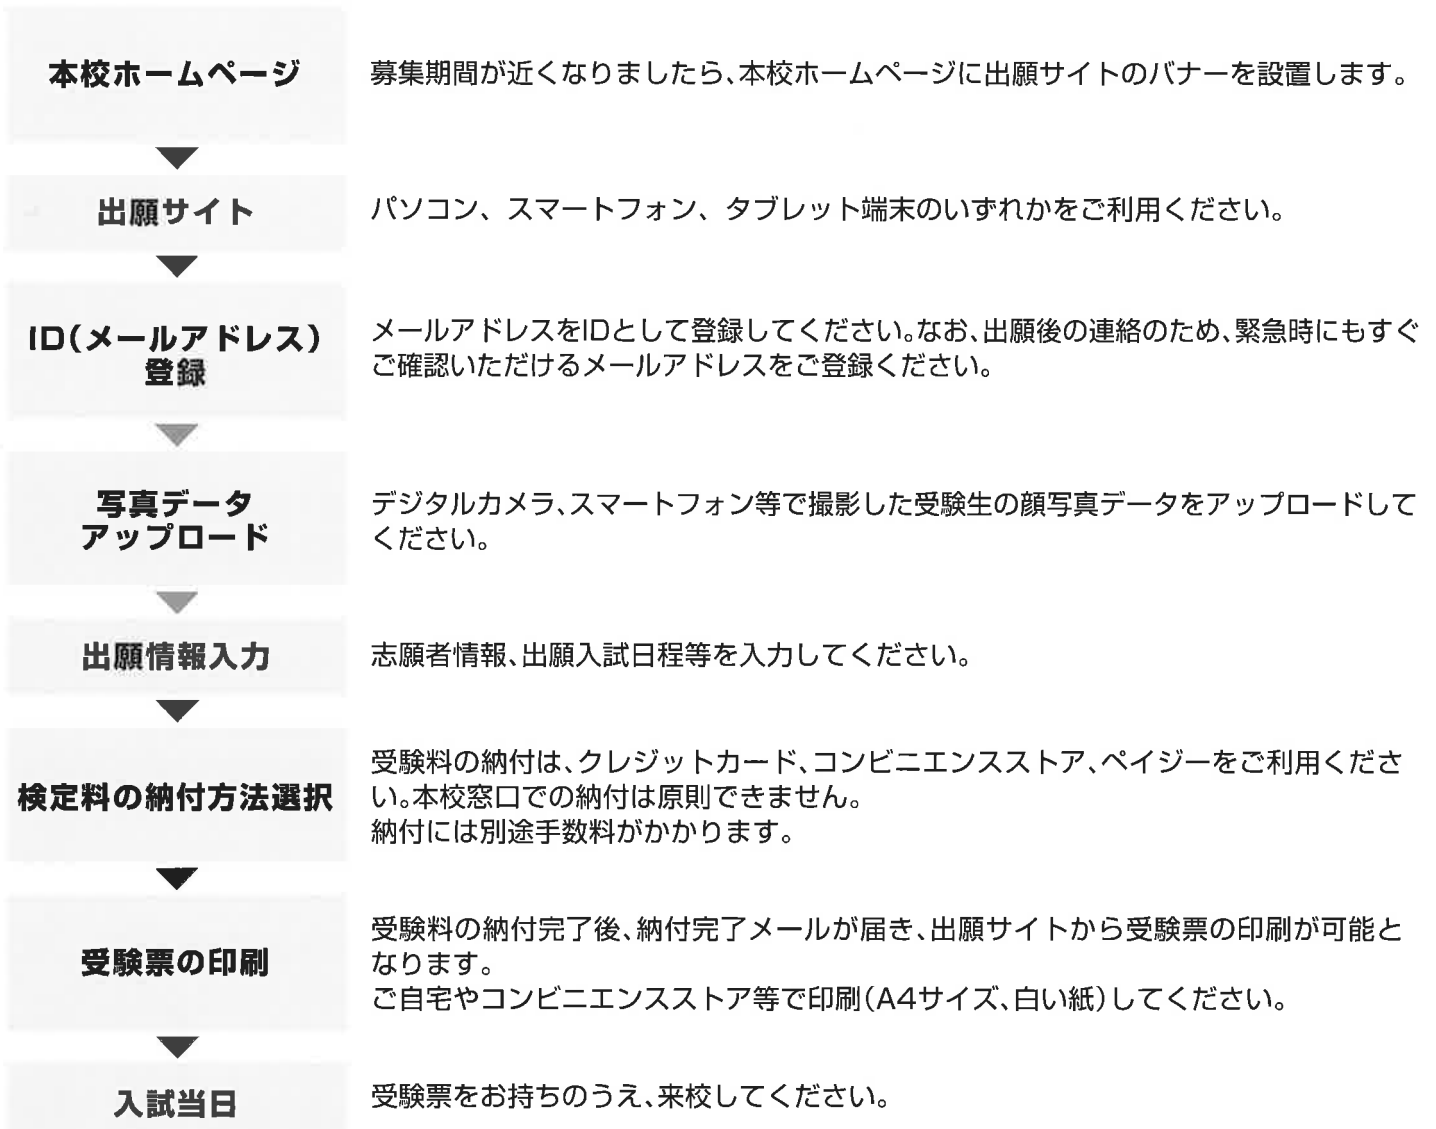 本校ホームページ
募集期間が近くなりましたら、本校ホームページに出願サイトのバナーを設置します。
出願サイト
パソコン、スマートフォン、タブレット端末のいずれかをご利用ください。
ID(メールアドレス)
登録
メールアドレスをIDとして登録してください。なお、出願後の連絡のため、緊急時にもすぐ
ご確認いただけるメールアドレスをご登録ください。
写真データ
アップロード
デジタルカメラ、スマートフォン等で撮影した受験生の顔写真データをアップロードして
ください。
出願情報入力
志願者情報、出願入試日程等を入力してください。
検定料の納付方法選択
受験料の納付は、クレジットカード、コンビニエンスストア、ペイジーをご利用くださ
い。本校窓口での納付は原則できません。
納付には別途手数料がかかります。
受験票の印刷
受験料の納付完了後、納付完了メールが届き、出願サイトから受験票の印刷が可能と
なります。
ご自宅やコンビニエンスストア等で印刷(A4サイズ、白い紙)してください。
入試当日
受験票をお持ちのうえ、来校してください。